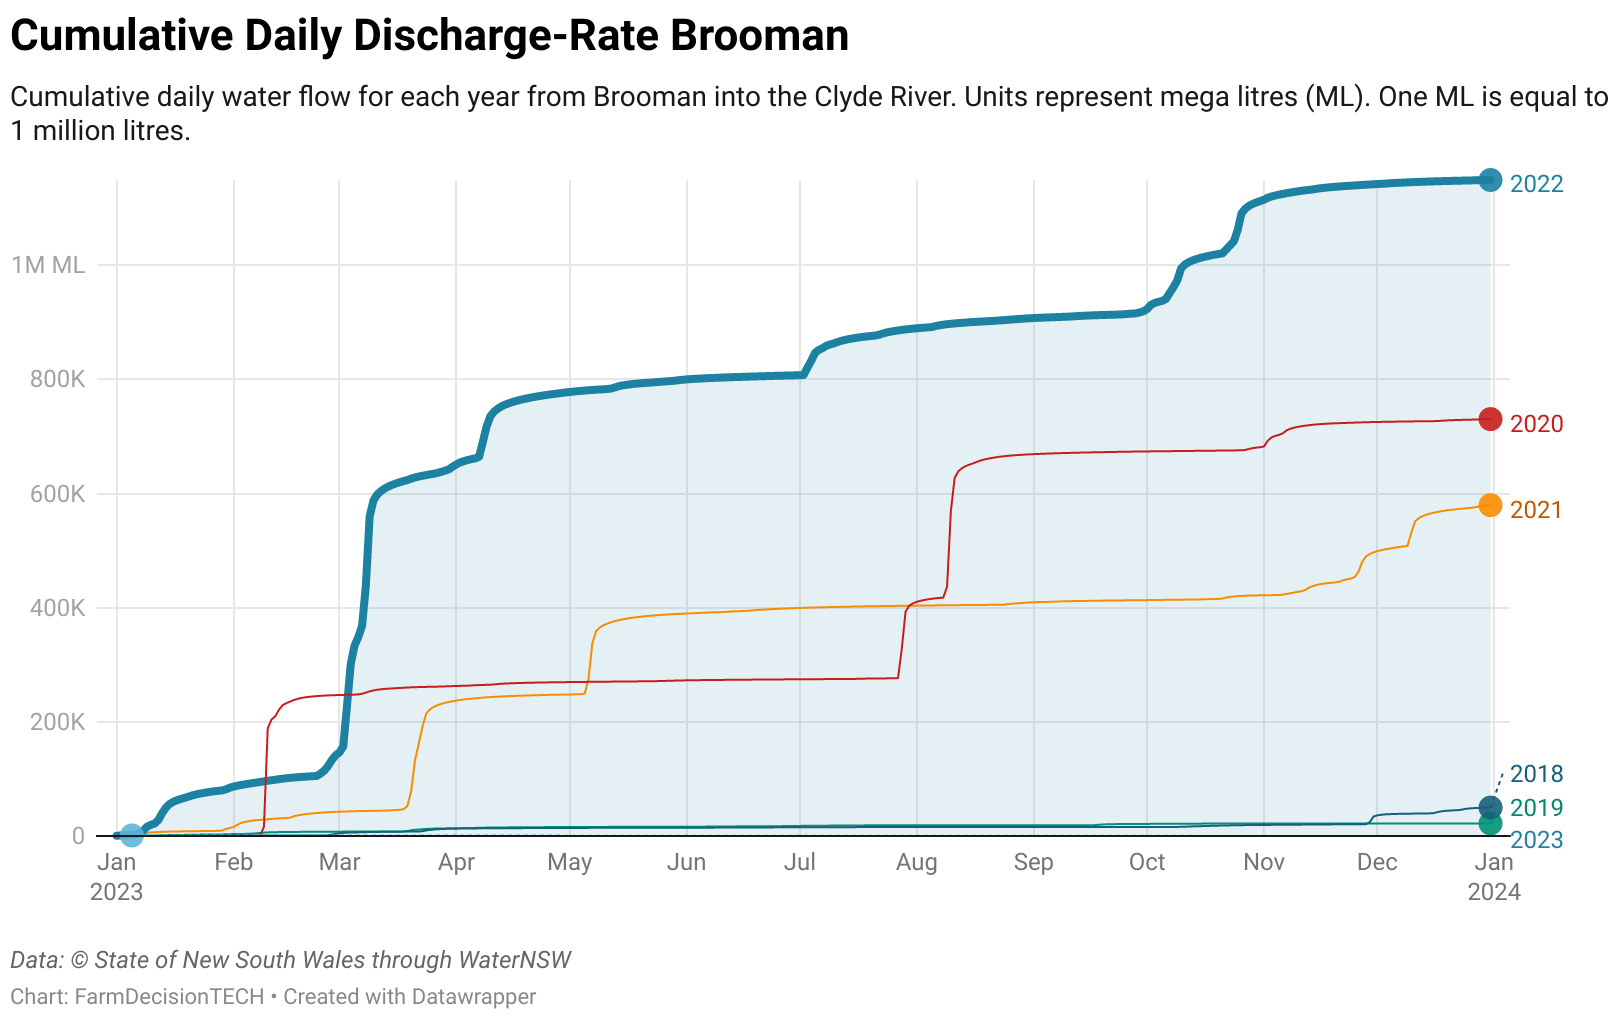 Cumulative Daily Discharge-Rate Brooman
Cumulative daily water flow for each year from Brooman into the Clyde River. Units represent mega litres (ML). One ML is equal to
1 million litres.
2022
1M ML
800K
2020
600K
2021
400K
200K
2018
2019
0
2023
Jan Feb Mar Apr May Jun Jul Aug Sep Oct Nov Dec Jan
2023 2024
Data: © State of New South Wales through WaterNSW
Chart: FarmDecisionTECH • Created with Datawrapper